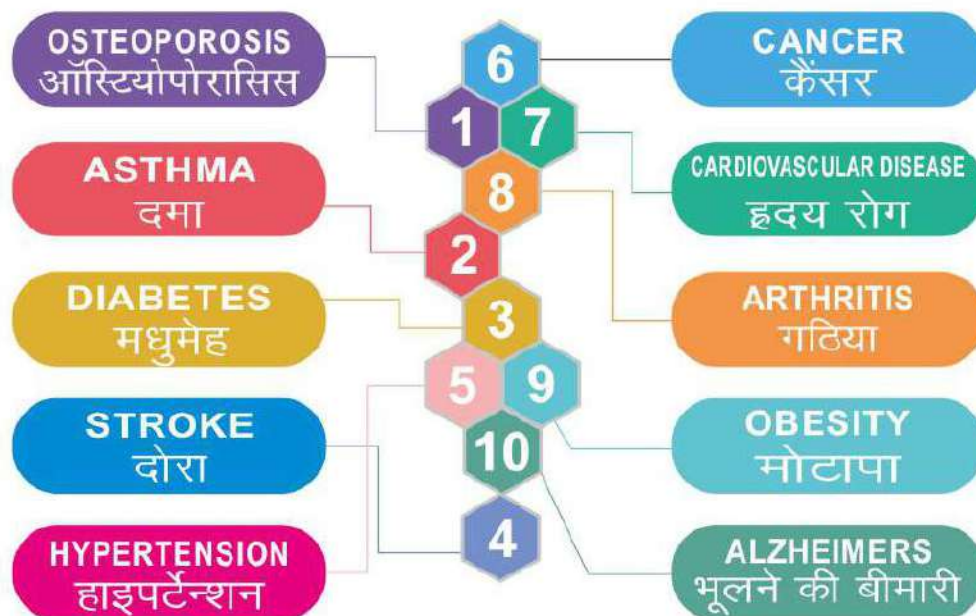 OSTEOPOROSIS
ऑस्टियोपोरासिस
ASTHMA
दमा
DIABETES
मधुमेह
STROKE
दोरा
HYPERTENSION
हाइपर्टेन्शन
6
1
7
8
2
3
5
9
10
4
CANCER
कैंसर
CARDIOVASCULAR DISEASE
ह्रदय रोग
ARTHRITIS
गठिया
OBESITY
मोटापा
ALZHEIMERS
भूलने की बीमारी